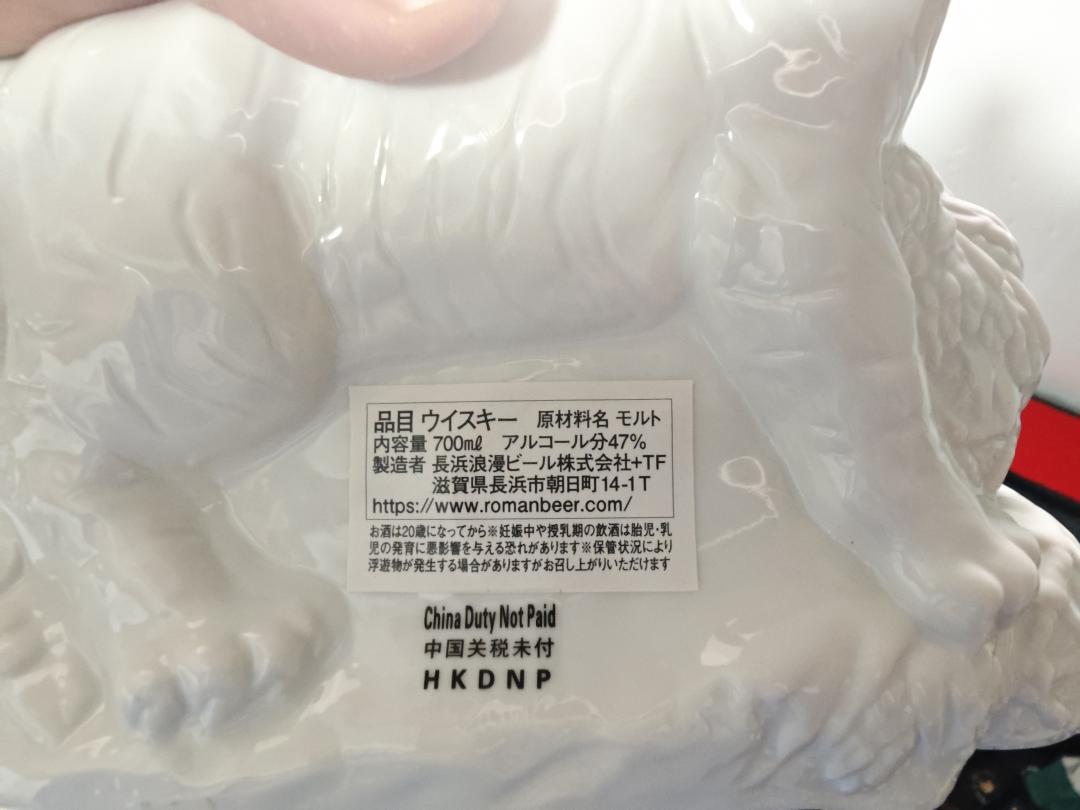 品目 ウイスキー 原材料名 モルト
内容量 700㎖ アルコール分47%
製造者 長浜浪漫ビール株式会社+TF
滋賀県長浜市朝日町14-1T
https://www.romanbeer.com/
お酒は20歳になってから※妊娠中や授乳期の飲酒は胎児・乳
児の発育に悪影響を与える恐れがあります※保管状況により
浮遊物が発生する場合がありますがお召し上がりいただけます
China Duty Not Paid
中国关税未付
HKDNP